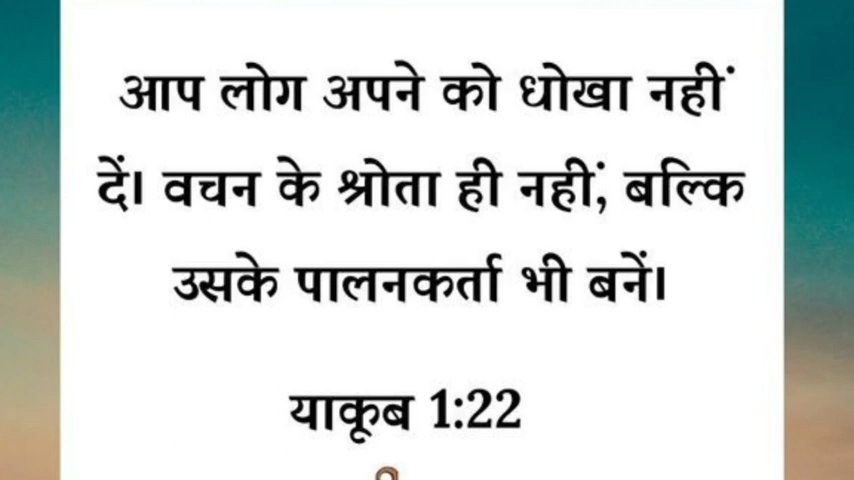 आप लोग अपने को धोखा नहीं
दें। वचन के श्रोता ही नहीं, बल्कि
उसके पालनकर्ता भी बनें।
याकूब 1:22